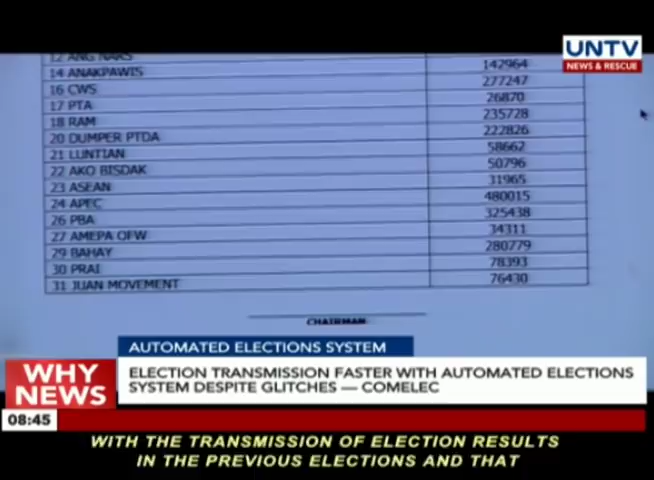 UNTV
NEWS & RESCUE
12 ANG NARS
14 ANAKPAWIS 142964
16 CWS 277247
17 PTA 26870
18 RAM 235728
20 DUMPER PTDA 222826
21 LUNTIAN 58662
22 AKO BISDAK 50796
23 ASEAN 31965
24 APEC 480015
26 PBA 325438
27 AMEPA OFW 34311
29 BAHAY 280779
30 PRAI 78393
31 JUAN MOVEMENT 76430
CHAIRMAN
AUTOMATED ELECTIONS SYSTEM
WHY
NEWS
ELECTION TRANSMISSION FASTER WITH AUTOMATED ELECTIONS
SYSTEM DESPITE GLITCHES — COMELEC
08:45
WITH THE TRANSMISSION OF ELECTION RESULTS
IN THE PREVIOUS ELECTIONS AND THAT